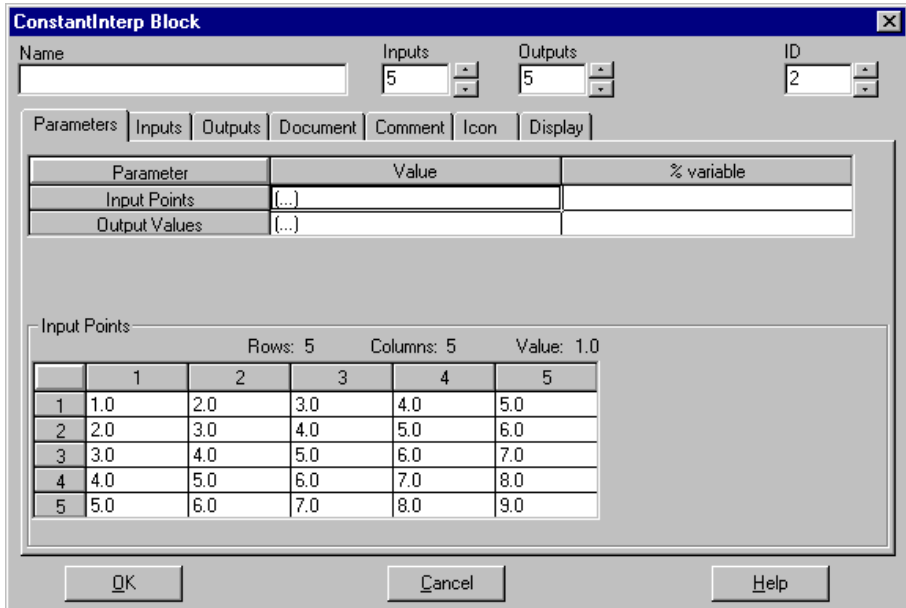 ConstantInterp Block
Name Inputs Outputs ID
5 5 2
Parameters Inputs Outputs Document Comment Icon Display
Parameter Value % variable
Input Points (...)
Output Values (...)
Input Points
Rows: 5 Columns: 5 Value: 1.0
1 2 3 4 5
1 1.0 2.0 3.0 4.0 5.0
2 2.0 3.0 4.0 5.0 6.0
3 3.0 4.0 5.0 6.0 7.0
4 4.0 5.0 6.0 7.0 8.0
5 5.0 6.0 7.0 8.0 9.0
OK Cancel Help